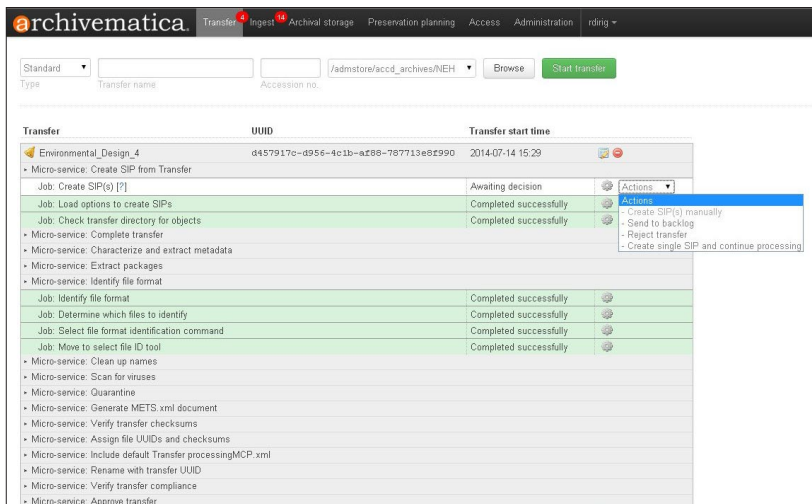 archivematica. Transfer 4 Ingest 14 Archival storage Preservation planning Access Administration rdirig
Standard /admstore/accd_archives/NEH Browse Start transfer
Type Transfer name Accession no.
Transfer UUID Transfer start time
Environmental_Design_4 d457917c-d956-4c1b-af88-787713e8f990 2014-07-14 15:29
Micro-service: Create SIP from Transfer
Job: Create SIP(s) [?] Awaiting decision Actions
Actions
- Create SIP(s) manually
- Send to backlog
- Reject transfer
- Create single SIP and continue processing
Job: Load options to create SIPs Completed successfully
Job: Check transfer directory for objects Completed successfully
Micro-service: Complete transfer
Micro-service: Characterize and extract metadata
Micro-service: Extract packages
Micro-service: Identify file format
Job: Identify file format Completed successfully
Job: Determine which files to identify Completed successfully
Job: Select file format identification command Completed successfully
Job: Move to select file ID tool Completed successfully
Micro-service: Clean up names
Micro-service: Scan for viruses
Micro-service: Quarantine
Micro-service: Generate METS.xml document
Micro-service: Verify transfer checksums
Micro-service: Assign file UUIDs and checksums
Micro-service: Include default Transfer processingMCP.xml
Micro-service: Rename with transfer UUID
Micro-service: Verify transfer compliance
Micro-service: Approve transfer